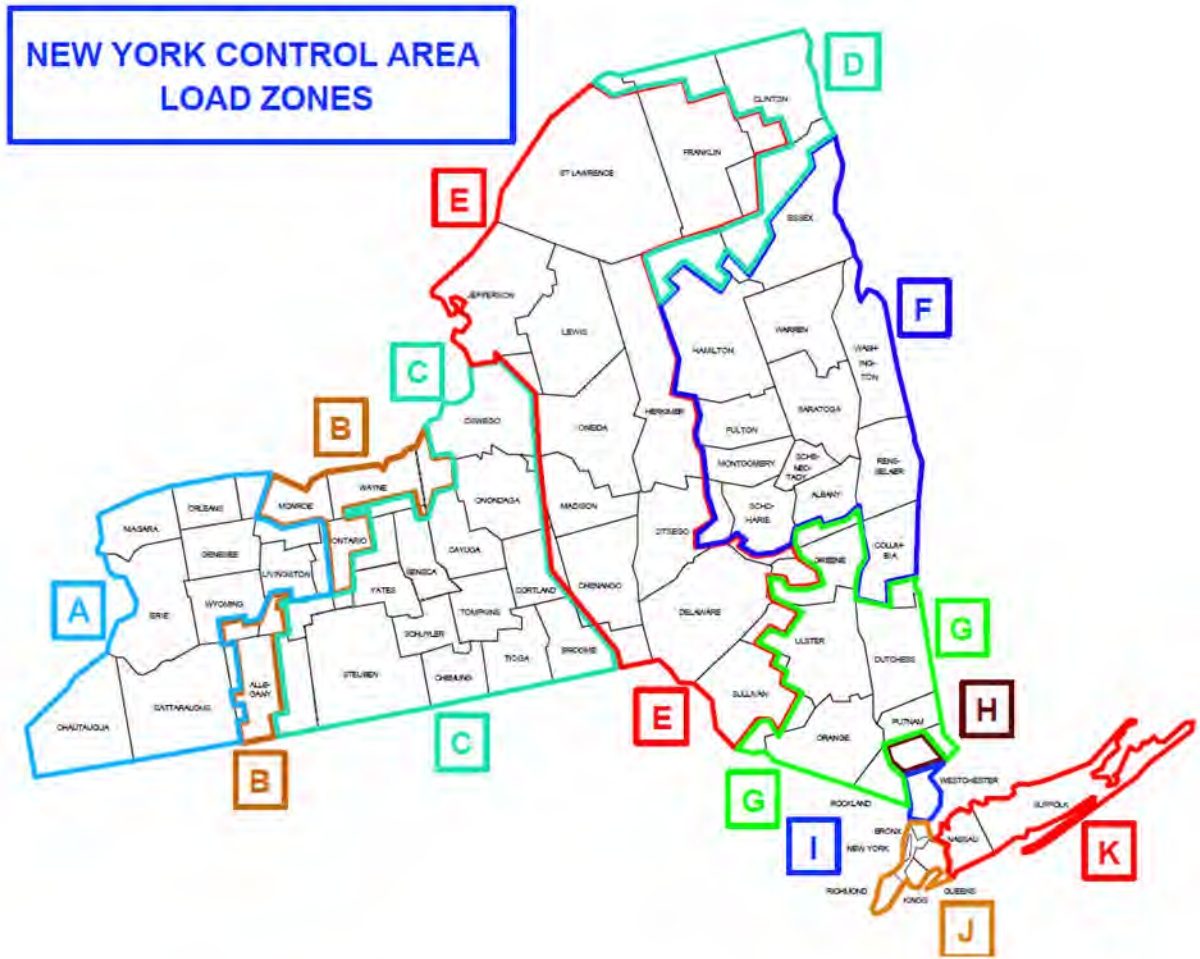 NEW YORK CONTROL AREA
LOAD ZONES
D
CLINTON
FRANKLIN
ST LAWRENCE
E
ESSEX
JEFFERSON
F
LEWIS
WARREN
HAMILTON
WASH
ING-
TON
C
HERKIMER
SARATOGA
B
OSWEGO
ONEIDA
FULTON
MONTGOMERY
SCHE-
NEC-
TADY
RENS-
SELAER
WAYNE
ORLEANS
MONROE
NIAGARA
ONONDAGA
MADISON
ALBANY
SCHO-
HARIE
OTSEGO
ONTARIO
GENESEE
CAYUGA
GREENE
COLUM-
BIA
LIVINGSTON
SENECA
YATES
CORTLAND
CHENANGO
A
WYOMING
ERIE
TOMPKINS
DELAWARE
G
SCHUYLER
ULSTER
BROOME
TIOGA
DUTCHESS
STEUBEN
CHEMUNG
ALLE-
GANY
SULLIVAN
CATTARAUGUS
CHAUTAUQUA
H
E
PUTNAM
C
ORANGE
B
G
WESTCHESTER
ROCKLAND
SUFFOLK
BRONX
NASSAU
I
NEW YORK
K
RICHMOND
KINGS
QUEENS
J